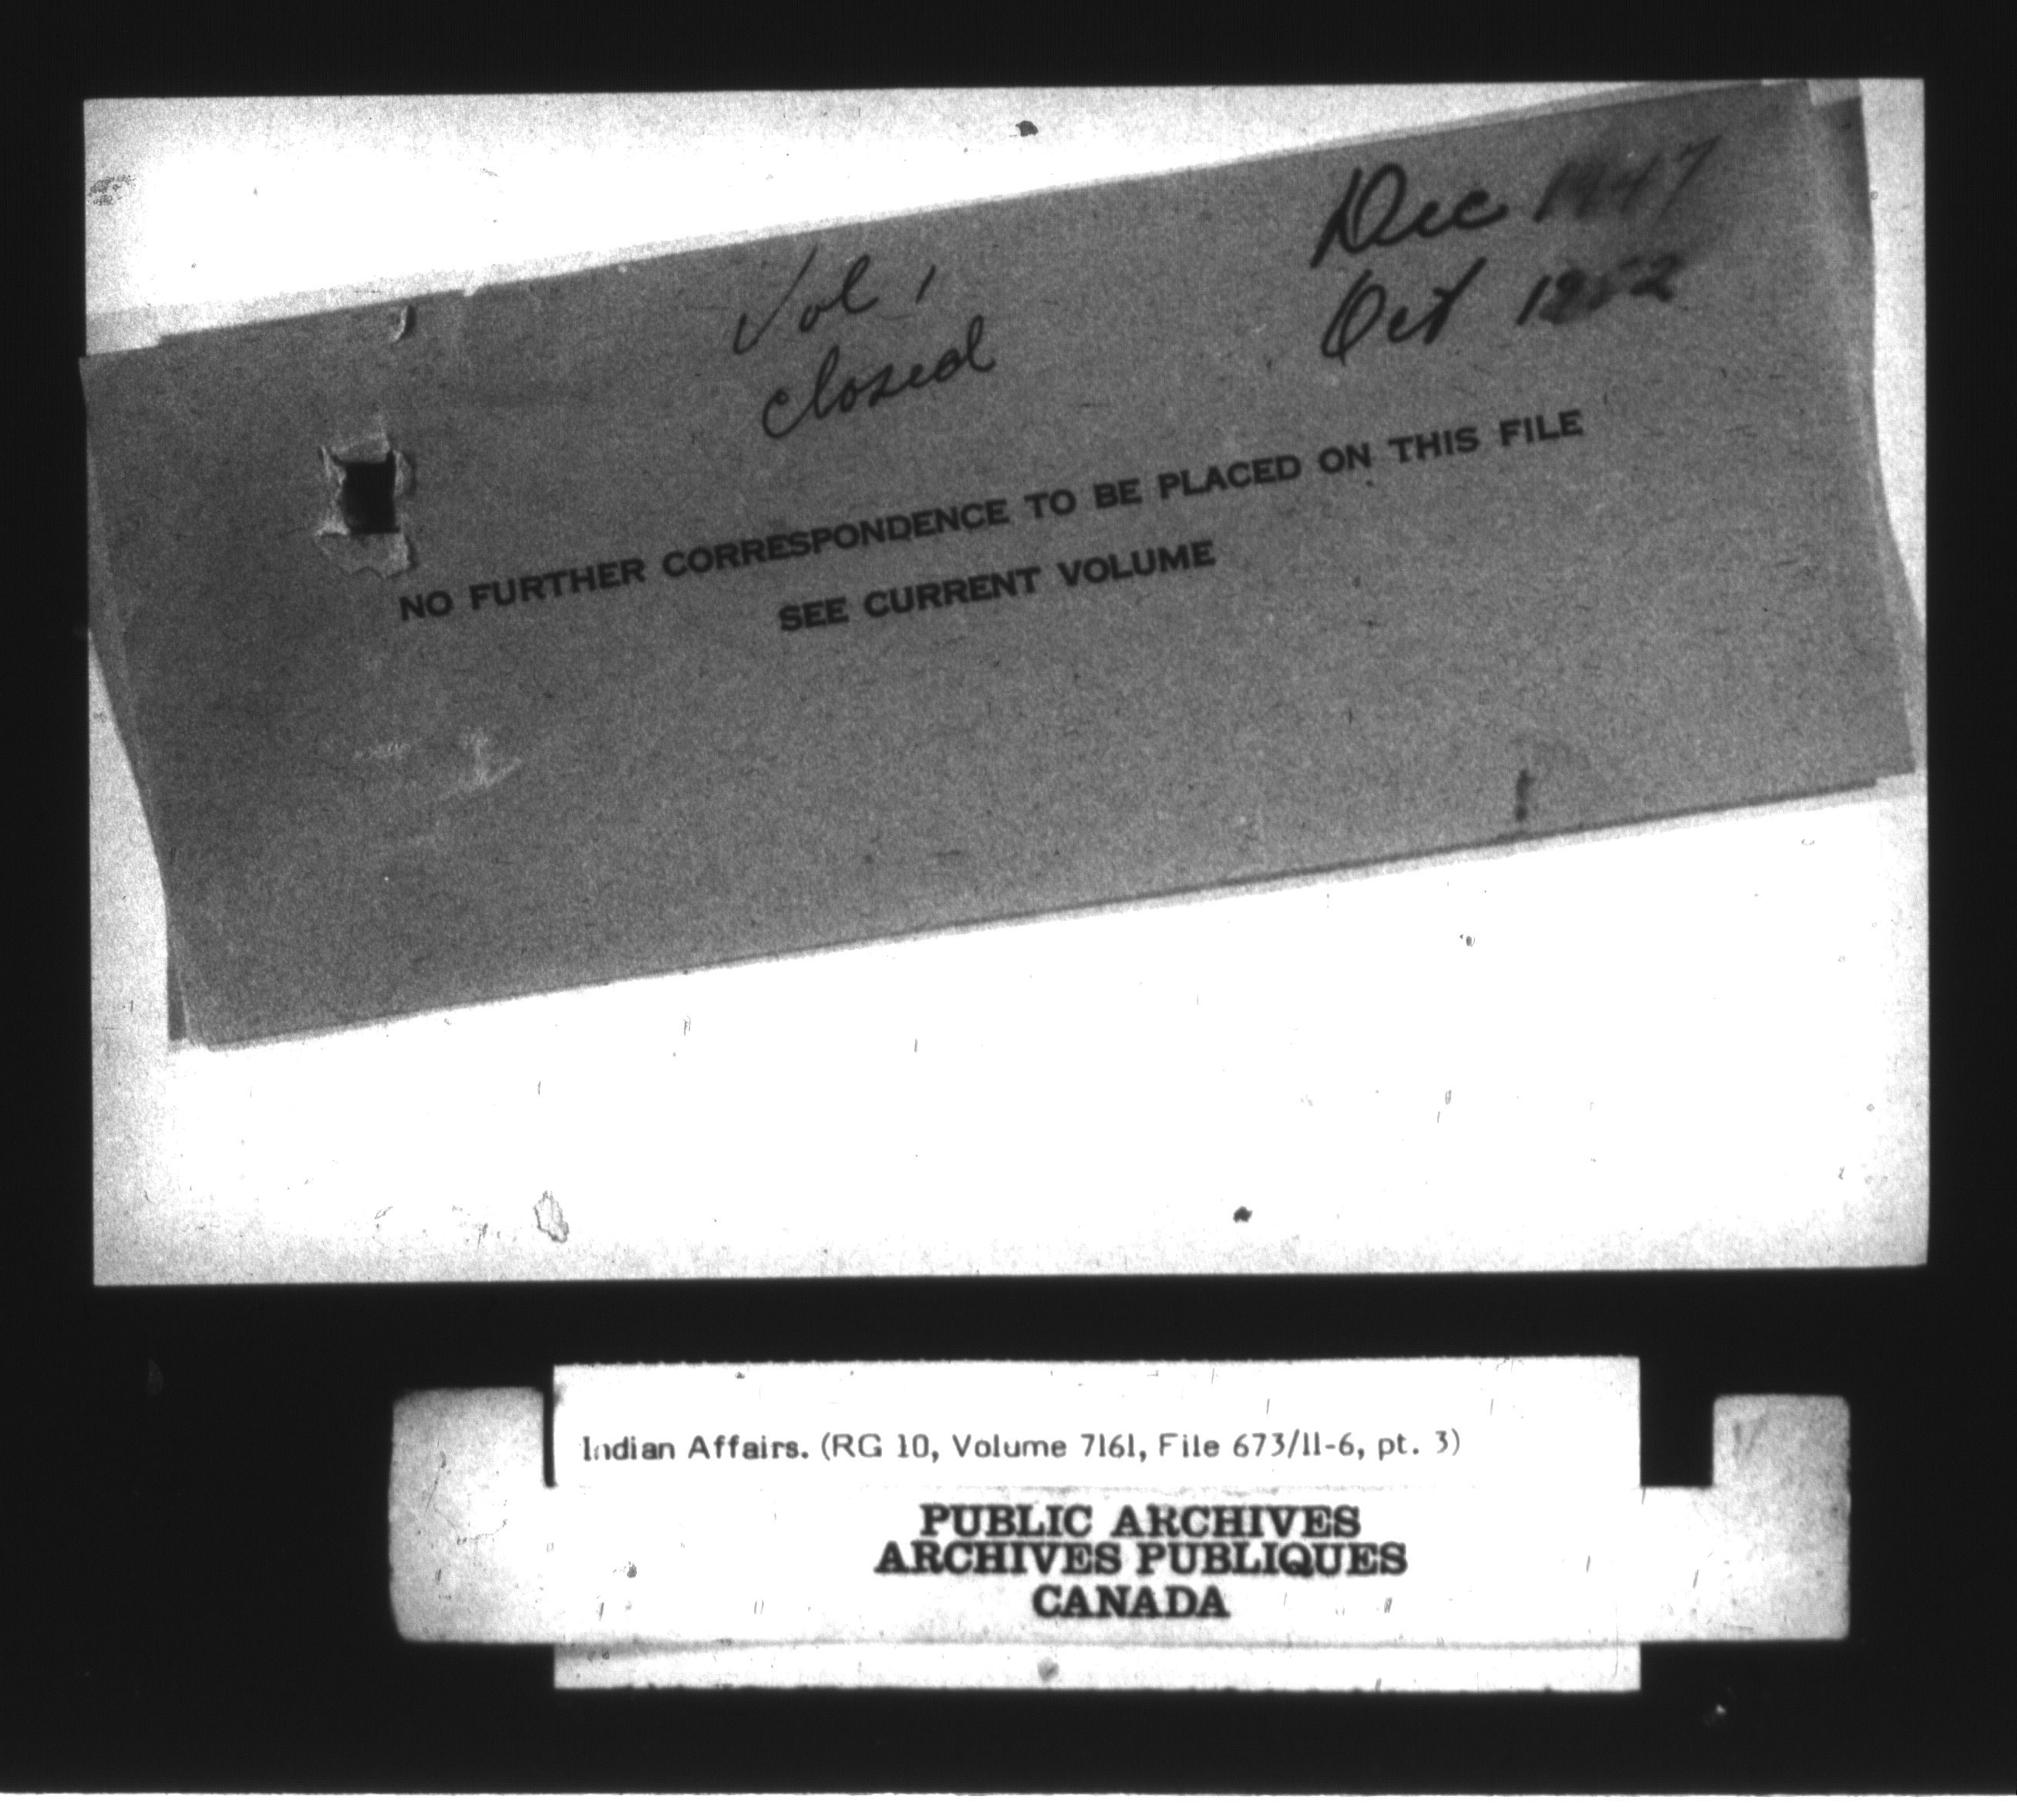 Vol 1
closed
Dec 1947
Oct 1952
NO FURTHER CORRESPONDENCE TO BE PLACED ON THIS FILE
SEE CURRENT VOLUME
Indian Affairs. (RG 10, Volume 7161, File 673/11-6, pt. 3)
PUBLIC ARCHIVES
ARCHIVES PUBLIQUES
CANADA